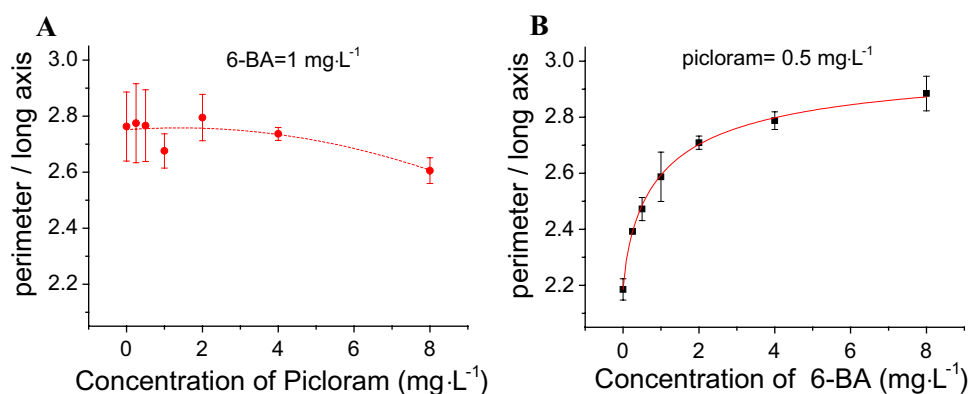 A
6-BA=1 mg·L⁻¹
perimeter / long axis
3.0
2.8
2.6
2.4
2.2
0
2
4
6
8
Concentration of Picloram (mg·L⁻¹)
B
picloram= 0.5 mg·L⁻¹
perimeter / long axis
3.0
2.8
2.6
2.4
2.2
0
2
4
6
8
Concentration of 6-BA (mg·L⁻¹)